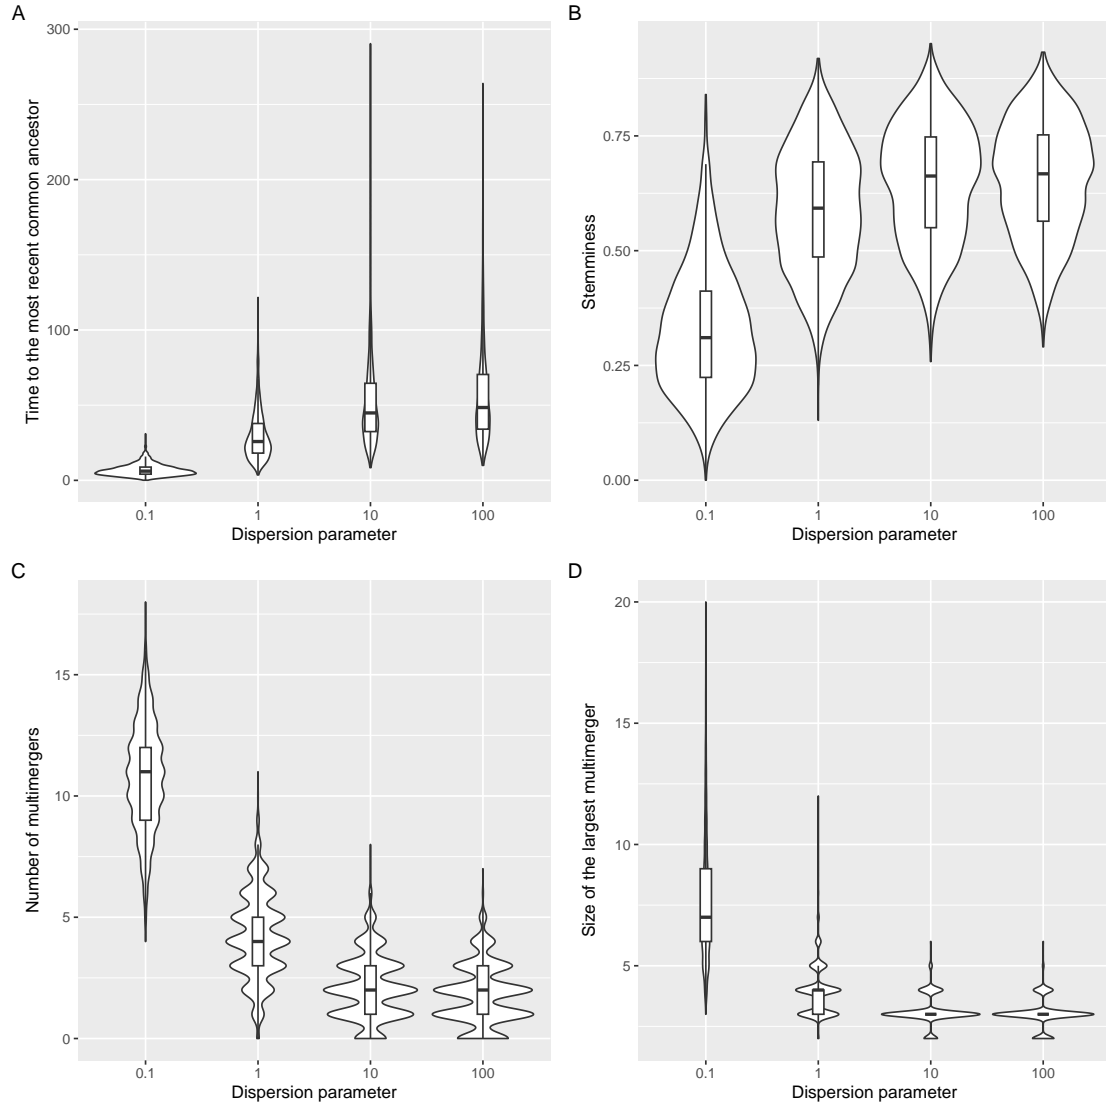 A
Time to the most recent common ancestor
300
200
100
0
0.1 1 10 100
Dispersion parameter
B
Stemminess
0.75
0.50
0.25
0.00
0.1 1 10 100
Dispersion parameter
C
Number of multimergers
15
10
5
0
0.1 1 10 100
Dispersion parameter
D
Size of the largest multimerger
20
15
10
5
0.1 1 10 100
Dispersion parameter